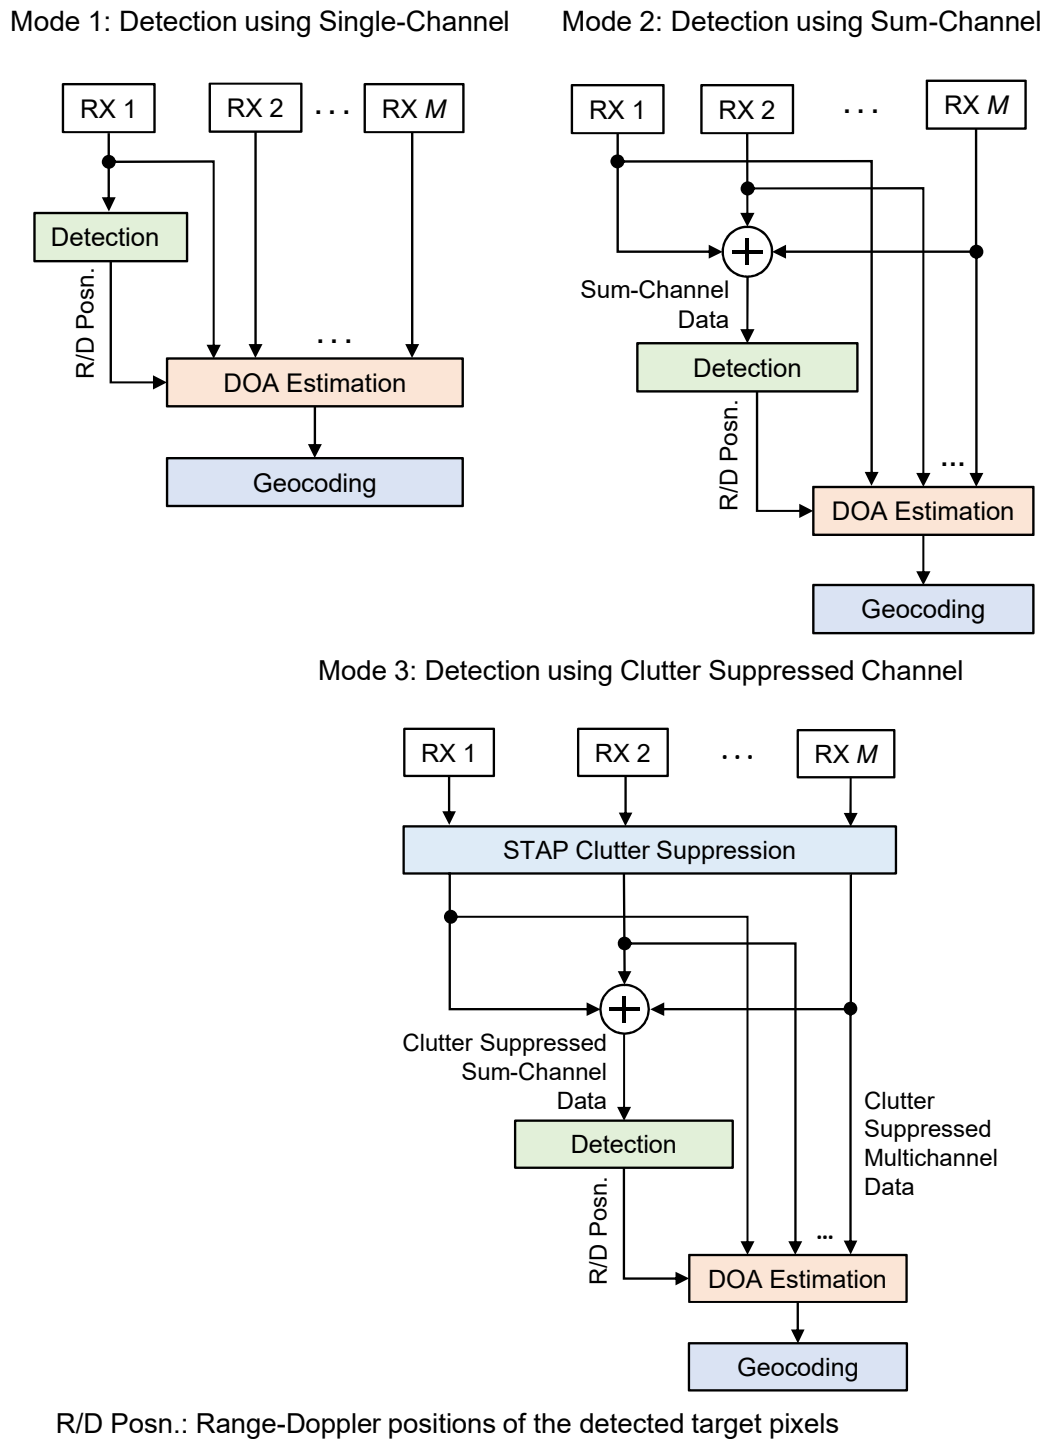 Mode 1: Detection using Single-Channel
RX 1
RX 2
. . .
RX M
Detection
R/D Posn.
. . .
DOA Estimation
Geocoding
Mode 2: Detection using Sum-Channel
RX 1
RX 2
. . .
RX M
Sum-Channel
Data
Detection
R/D Posn.
...
DOA Estimation
Geocoding
Mode 3: Detection using Clutter Suppressed Channel
RX 1
RX 2
. . .
RX M
STAP Clutter Suppression
Clutter Suppressed
Sum-Channel
Data
Clutter
Suppressed
Multichannel
Data
Detection
R/D Posn.
...
DOA Estimation
Geocoding
R/D Posn.: Range-Doppler positions of the detected target pixels